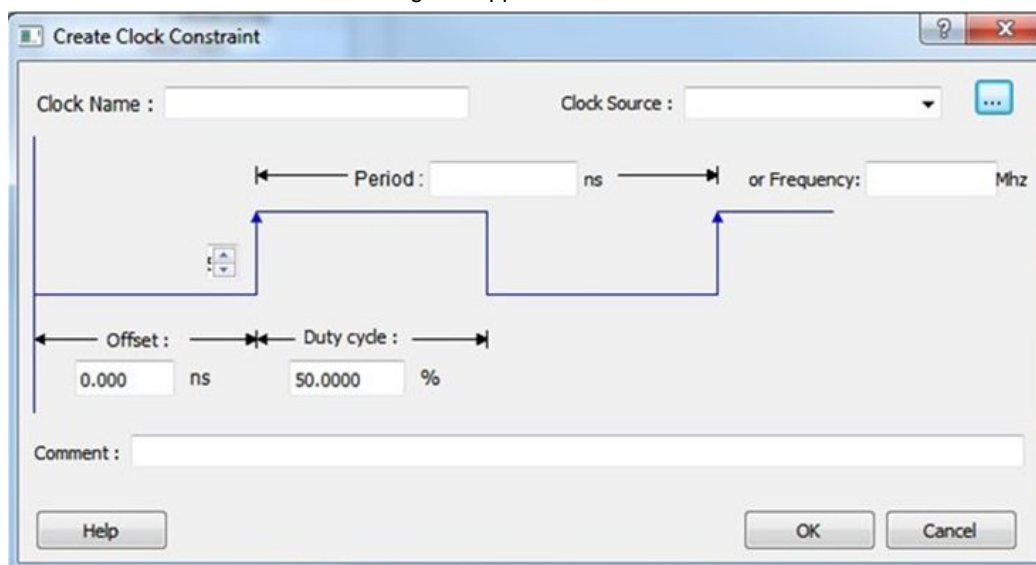 Create Clock Constraint
Clock Name :
Clock Source :
...
Period :
ns
or Frequency:
Mhz
Offset :
Duty cycle :
0.000
ns
50.0000
%
Comment :
Help
OK
Cancel